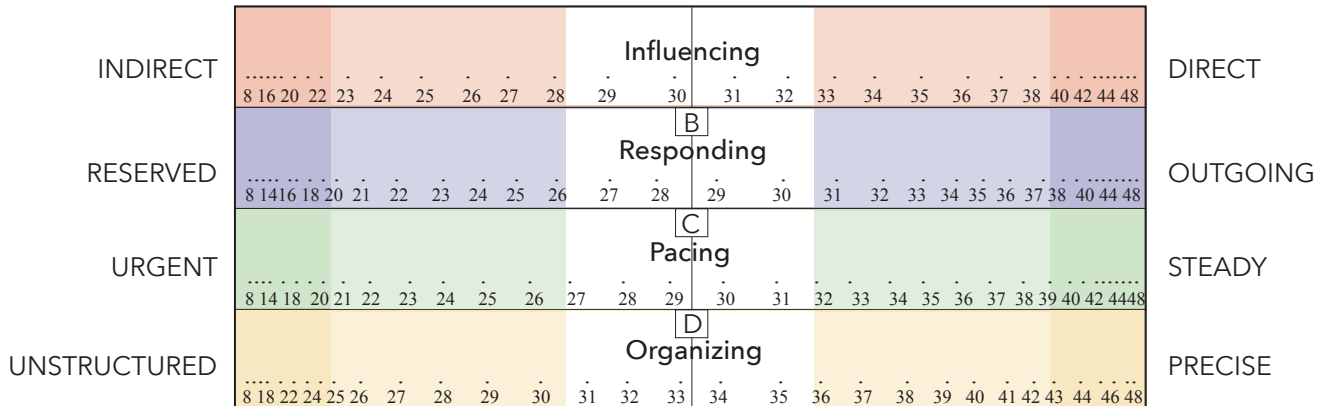 Influencing
INDIRECT
DIRECT
8 16 20 22 23 24 25 26 27 28 29 30 31 32 33 34 35 36 37 38 40 42 44 48
B
Responding
RESERVED
OUTGOING
8 14 16 18 20 21 22 23 24 25 26 27 28 29 30 31 32 33 34 35 36 37 38 40 44 48
C
Pacing
URGENT
STEADY
8 14 18 20 21 22 23 24 25 26 27 28 29 30 31 32 33 34 35 36 37 38 39 40 42 44 48
D
Organizing
UNSTRUCTURED
PRECISE
8 18 22 24 25 26 27 28 29 30 31 32 33 34 35 36 37 38 39 40 41 42 43 44 46 48